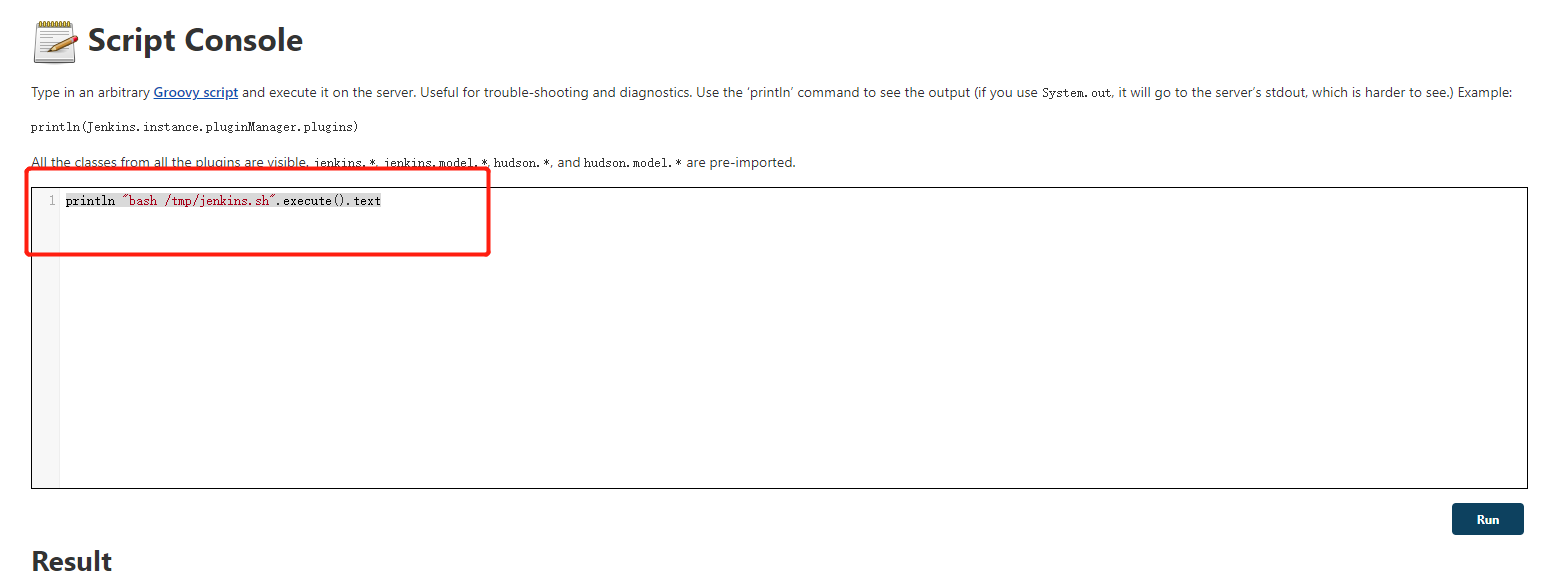 Script Console
Type in an arbitrary Groovy script and execute it on the server. Useful for trouble-shooting and diagnostics. Use the ‘println’ command to see the output (if you use System.out, it will go to the server’s stdout, which is harder to see.) Example:
println(Jenkins.instance.pluginManager.plugins)
All the classes from all the plugins are visible. jenkins.*, jenkins.model.*, hudson.*, and hudson.model.* are pre-imported.
1 println "bash /tmp/jenkins.sh".execute().text
Run
Result